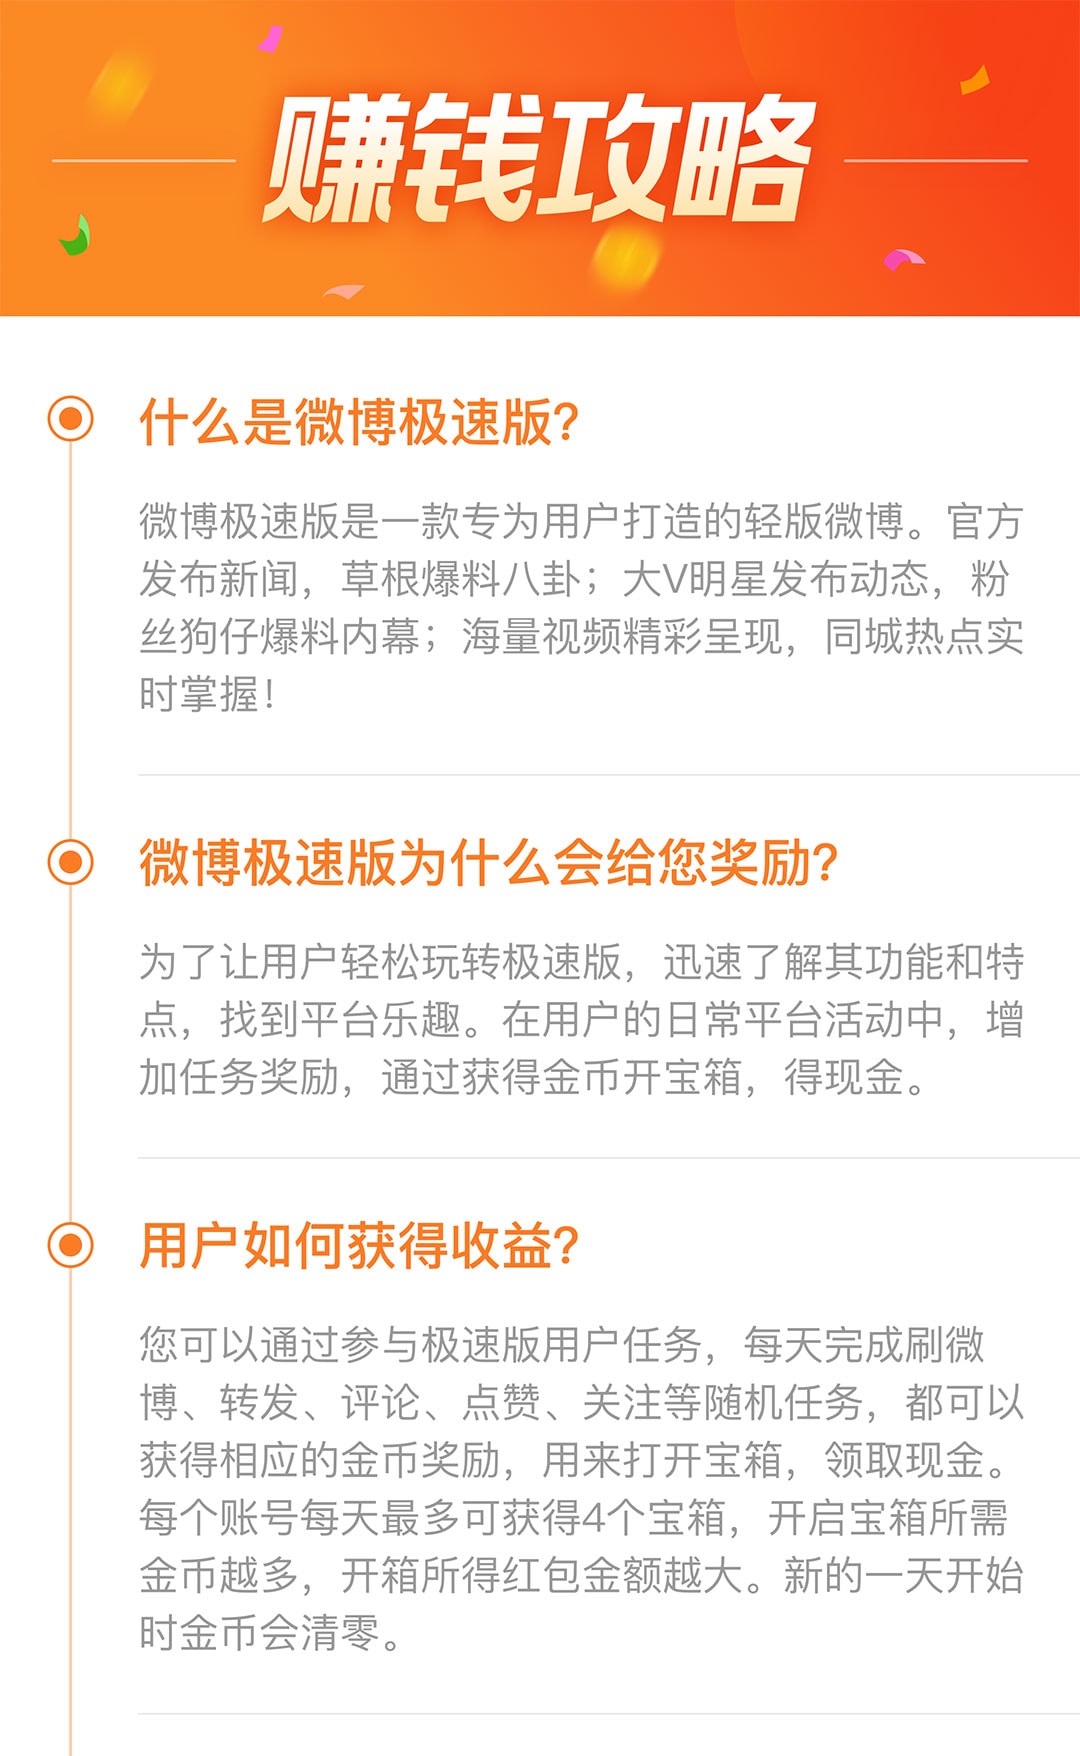 赚钱攻略
什么是微博极速版?
微博极速版是一款专为用户打造的轻版微博。官方
发布新闻，草根爆料八卦；大V明星发布动态，粉
丝狗仔爆料内幕；海量视频精彩呈现，同城热点实
时掌握！
微博极速版为什么会给您奖励?
为了让用户轻松玩转极速版，迅速了解其功能和特
点，找到平台乐趣。在用户的日常平台活动中，增
加任务奖励，通过获得金币开宝箱，得现金。
用户如何获得收益?
您可以通过参与极速版用户任务，每天完成刷微
博、转发、评论、点赞、关注等随机任务，都可以
获得相应的金币奖励，用来打开宝箱，领取现金。
每个账号每天最多可获得4个宝箱，开启宝箱所需
金币越多，开箱所得红包金额越大。新的一天开始
时金币会清零。